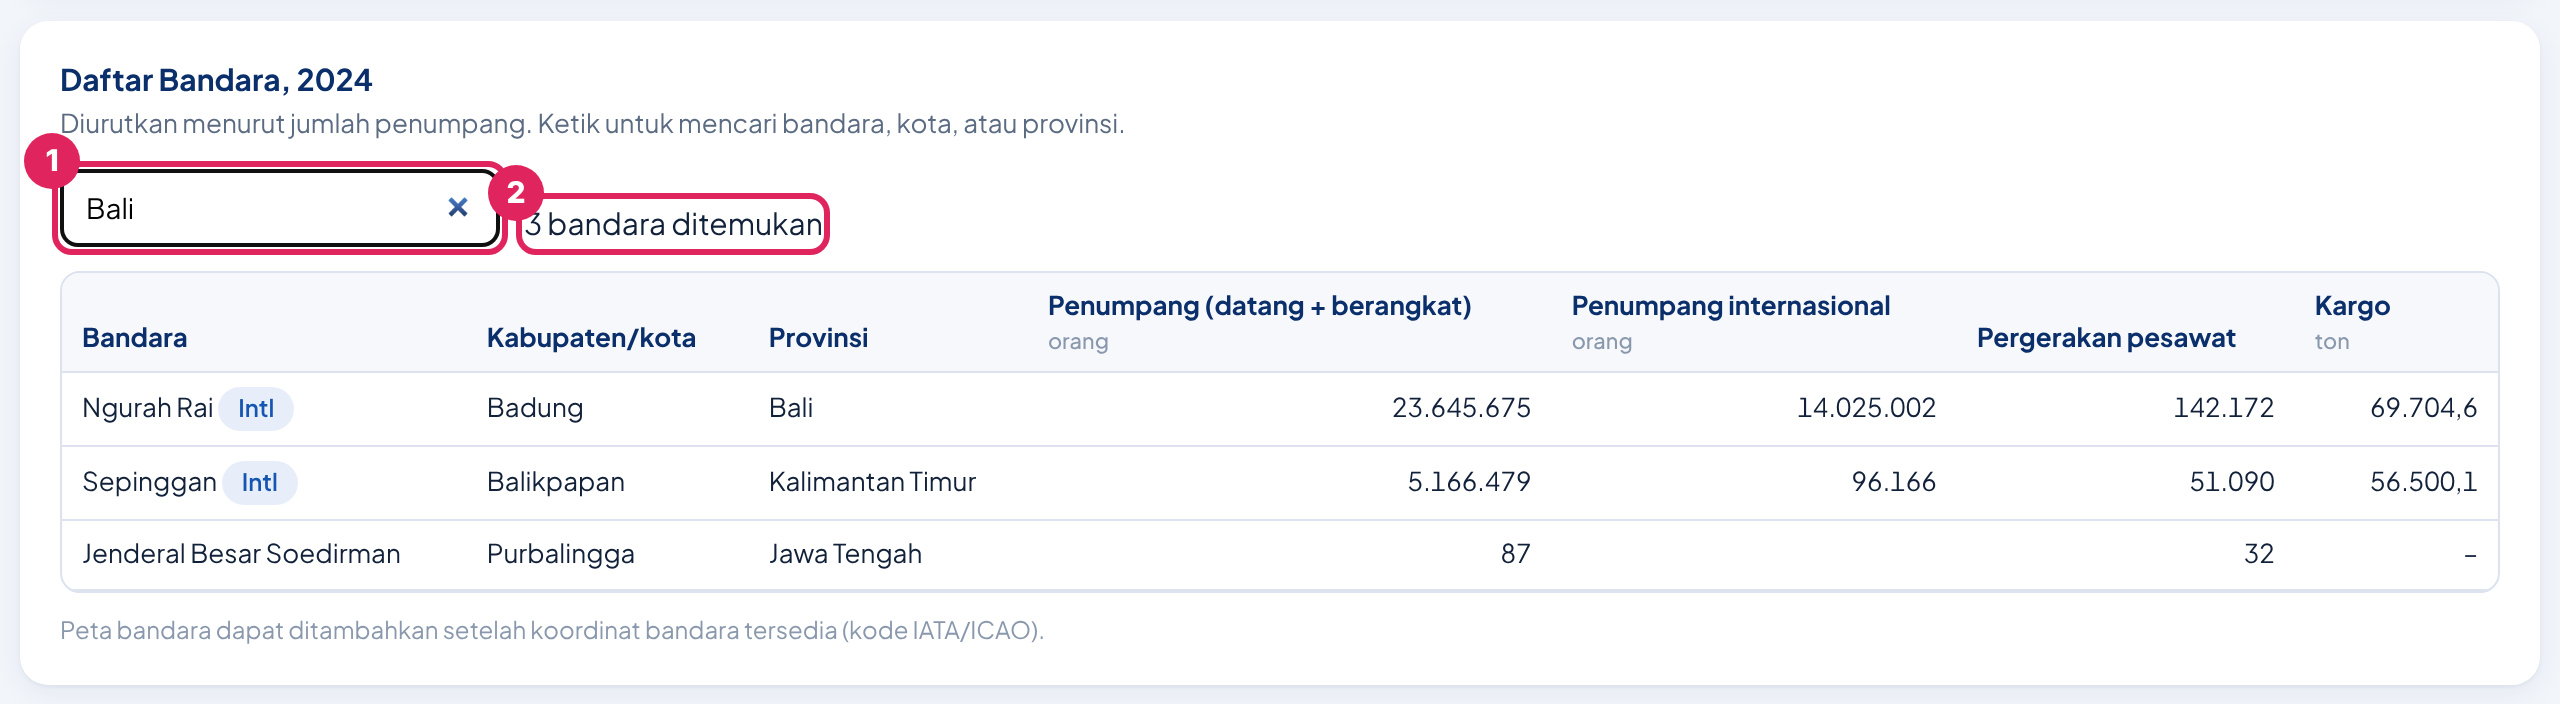 Daftar Bandara, 2024
Diurutkan menurut jumlah penumpang. Ketik untuk mencari bandara, kota, atau provinsi.
1
Bali ×
2
3 bandara ditemukan
Bandara Kabupaten/kota Provinsi Penumpang (datang + berangkat) orang Penumpang internasional orang Pergerakan pesawat Kargo ton
Ngurah Rai Intl Badung Bali 23.645.675 14.025.002 142.172 69.704,6
Sepinggan Intl Balikpapan Kalimantan Timur 5.166.479 96.166 51.090 56.500,1
Jenderal Besar Soedirman Purbalingga Jawa Tengah 87 32 –
Peta bandara dapat ditambahkan setelah koordinat bandara tersedia (kode IATA/ICAO).